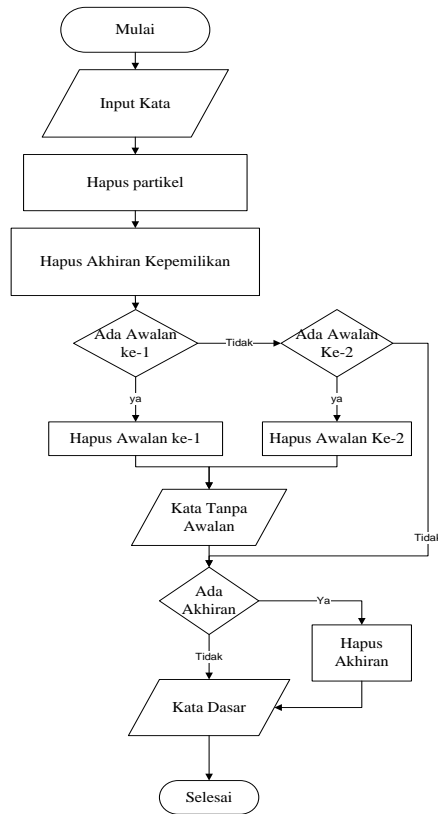 Mulai
Input Kata
Hapus partikel
Hapus Akhiran Kepemilikan
Ada Awalan
ke-1
Tidak
Ada Awalan
Ke-2
ya
ya
Hapus Awalan ke-1
Hapus Awalan Ke-2
Kata Tanpa
Awalan
Tidak
Ada
Akhiran
Ya
Hapus
Akhiran
Tidak
Kata Dasar
Selesai